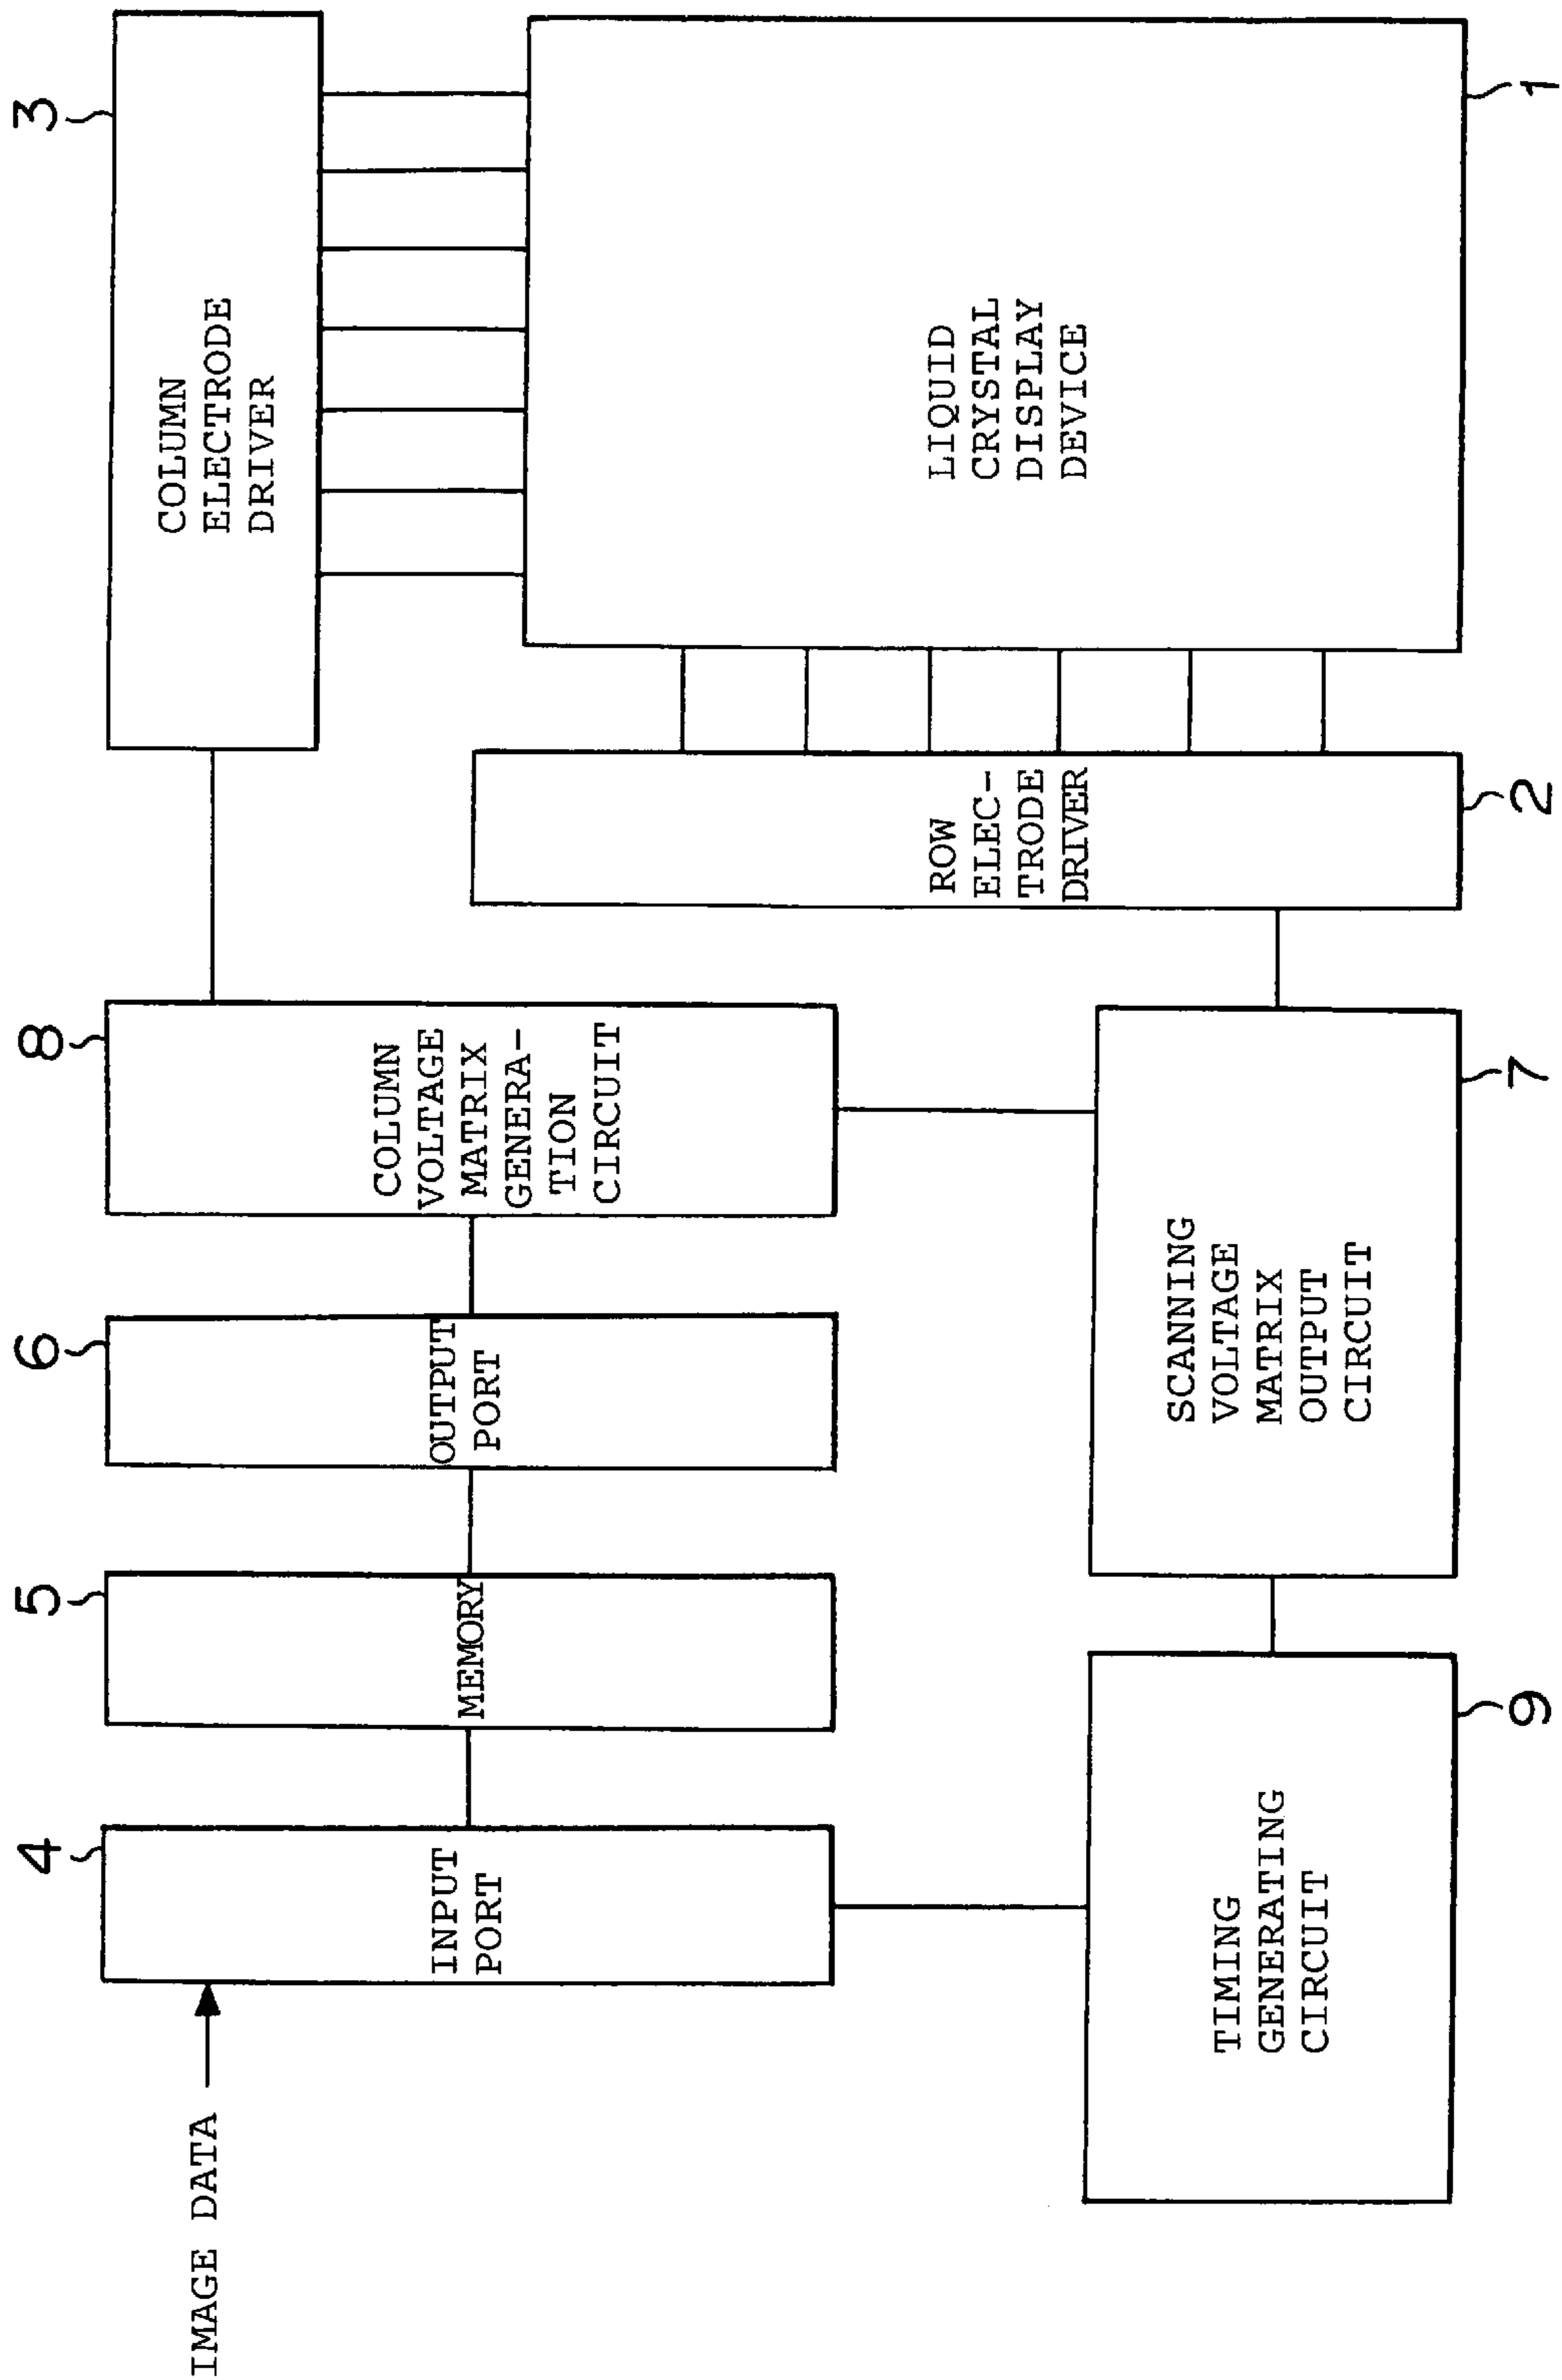 3
COLUMN
ELECTRODE
DRIVER
LIQUID
CRYSTAL
DISPLAY
DEVICE
1
ROW
ELEC-
TRODE
DRIVER
2
8
COLUMN
VOLTAGE
MATRIX
GENERA-
TION
CIRCUIT
6
OUTPUT
PORT
5
MEMORY
4
INPUT
PORT
IMAGE DATA
SCANNING
VOLTAGE
MATRIX
OUTPUT
CIRCUIT
7
TIMING
GENERATING
CIRCUIT
9